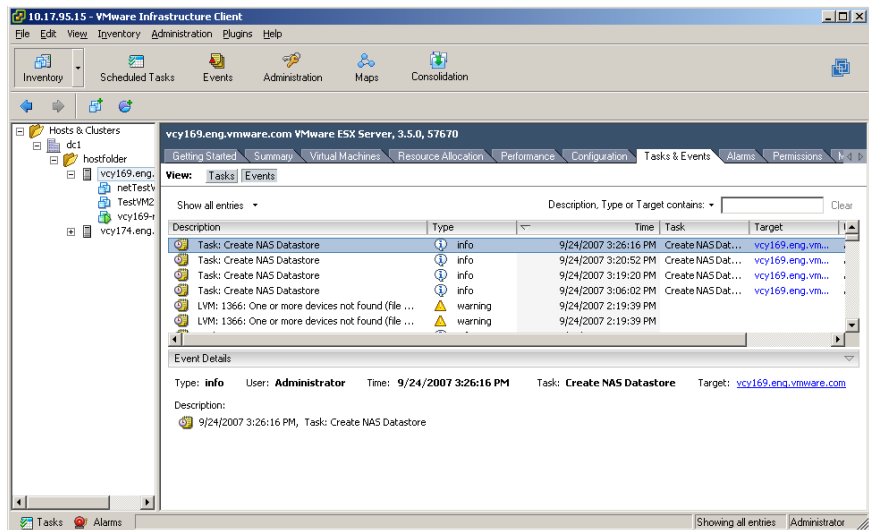 10.17.95.15 - VMware Infrastructure Client
File Edit View Inventory Administration Plugins Help
Inventory Scheduled Tasks Events Administration Maps Consolidation
Hosts & Clusters
dc1
hostfolder
vcy169.eng.
netTestV
TestVM2
vcy169-r
vcy174.eng.
vcy169.eng.vmware.com VMware ESX Server, 3.5.0, 57670
Getting Started Summary Virtual Machines Resource Allocation Performance Configuration Tasks & Events Alarms Permissions
View: Tasks Events
Show all entries Description, Type or Target contains: Clear
Description Type Time Task Target
Task: Create NAS Datastore info 9/24/2007 3:26:16 PM Create NAS Dat... vcy169.eng.vm...
Task: Create NAS Datastore info 9/24/2007 3:20:52 PM Create NAS Dat... vcy169.eng.vm...
Task: Create NAS Datastore info 9/24/2007 3:19:20 PM Create NAS Dat... vcy169.eng.vm...
Task: Create NAS Datastore info 9/24/2007 3:06:02 PM Create NAS Dat... vcy169.eng.vm...
LVM: 1366: One or more devices not found (file ... warning 9/24/2007 2:19:39 PM
LVM: 1366: One or more devices not found (file ... warning 9/24/2007 2:19:39 PM
Event Details
Type: info User: Administrator Time: 9/24/2007 3:26:16 PM Task: Create NAS Datastore Target: vcy169.eng.vmware.com
Description:
9/24/2007 3:26:16 PM, Task: Create NAS Datastore
Tasks Alarms Showing all entries Administrator